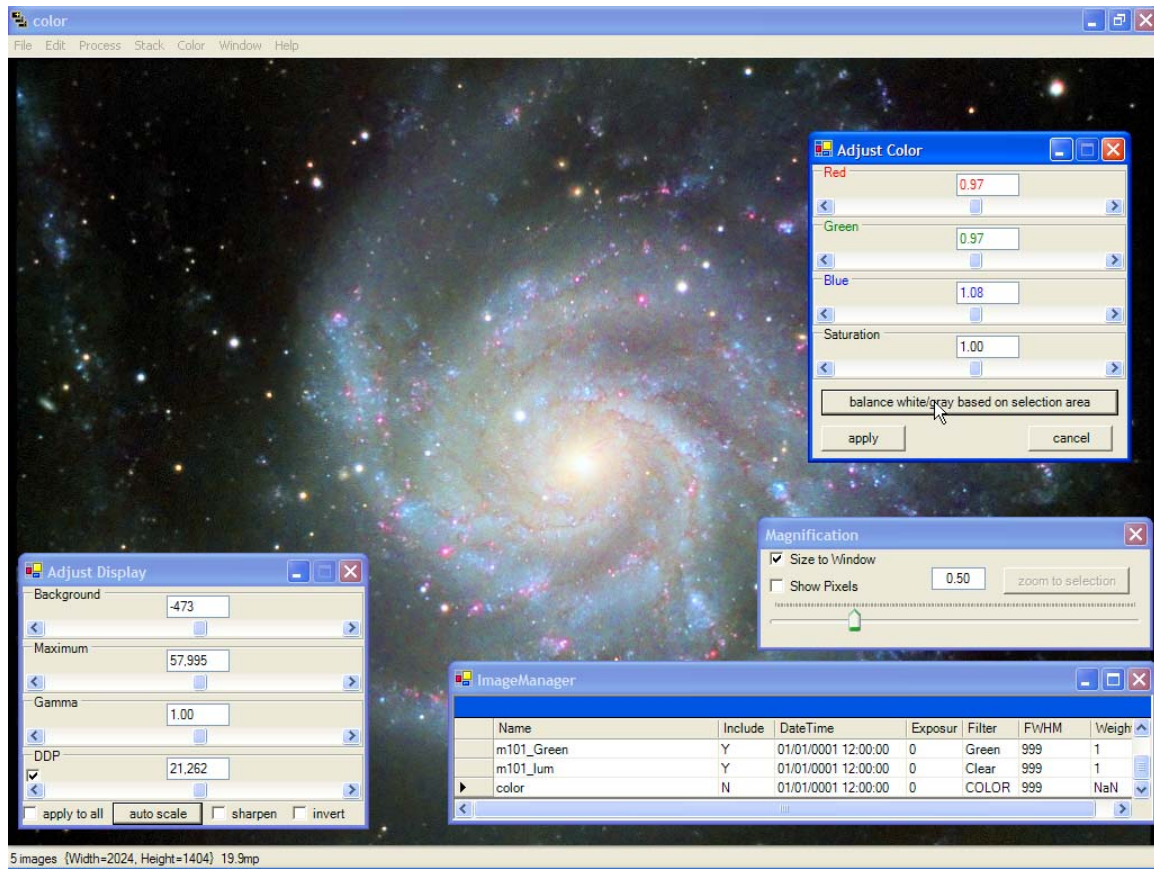 color
File Edit Process Stack Color Window Help
Adjust Color
Red
0.97
Green
0.97
Blue
1.08
Saturation
1.00
balance white/gray based on selection area
apply cancel
Magnification
Size to Window
Show Pixels 0.50 zoom to selection
Adjust Display
Background
-473
Maximum
57,995
Gamma
1.00
DDP
21,262
apply to all auto scale sharpen invert
ImageManager
Name Include DateTime Exposur Filter FWHM Weigh
m101_Green Y 01/01/0001 12:00:00 0 Green 999 1
m101_lum Y 01/01/0001 12:00:00 0 Clear 999 1
color N 01/01/0001 12:00:00 0 COLOR 999 NaN
5 images {Width=2024, Height=1404} 19.9mp